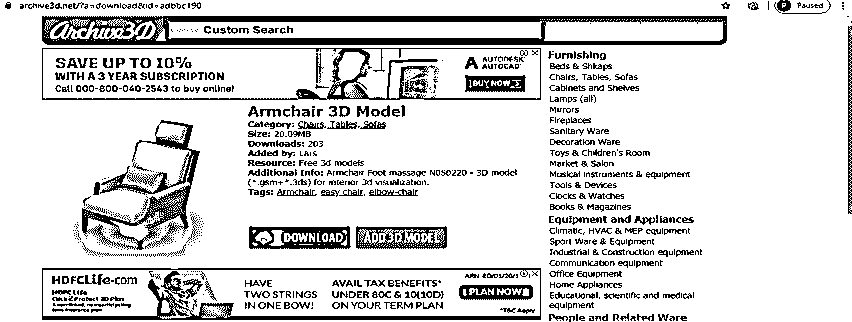 archive3d.net/?a=download&id=adbbc190
Paused
Archive3D
Custom Search
SAVE UP TO 10%
WITH A 3 YEAR SUBSCRIPTION
Call 000-800-040-2543 to buy online!
AUTODESK
AUTOCAD
BUY NOW
Armchair 3D Model
Category: Chairs, Tables, Sofas
Size: 20.09MB
Downloads: 203
Added by: LAIS
Resource: Free 3d models
Additional Info: Armchair Foot massage N050220 - 3D model
(*.gsm+*.3ds) for interior 3d visualization.
Tags: Armchair, easy chair, elbow-chair
DOWNLOAD
ADD 3D MODEL
HDFCLife.com
HDFC Life
Click 2 Protect 3D Plus
HAVE
TWO STRINGS
IN ONE BOW!
AVAIL TAX BENEFITS*
UNDER 80C & 10(10D)
ON YOUR TERM PLAN
PLAN NOW
*T&C Apply
Furnishing
Beds & Shkaps
Chairs, Tables, Sofas
Cabinets and Shelves
Lamps (all)
Mirrors
Fireplaces
Sanitary Ware
Decoration Ware
Toys & Children's Room
Market & Salon
Musical Instruments & equipment
Tools & Devices
Clocks & Watches
Books & Magazines
Equipment and Appliances
Climatic, HVAC & MEP equipment
Sport Ware & Equipment
Industrial & Construction equipment
Communication equipment
Office Equipment
Home Appliances
Educational, scientific and medical
equipment
People and Related Ware